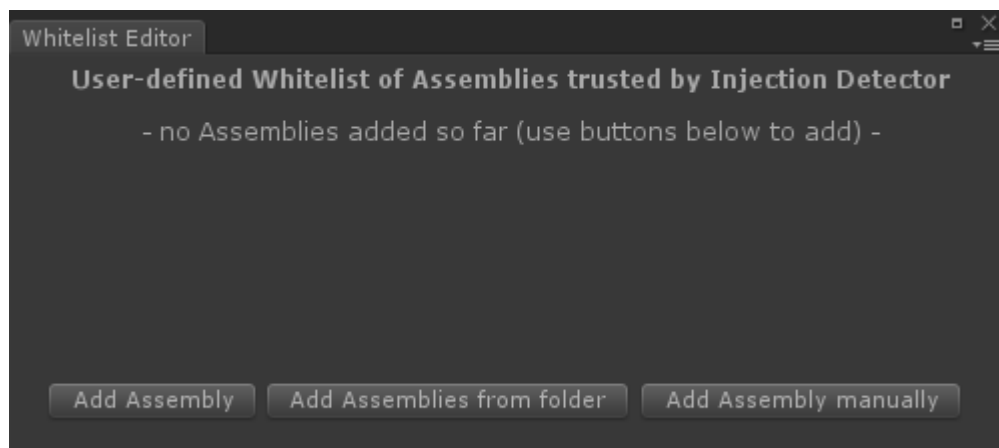 Whitelist Editor
User-defined Whitelist of Assemblies trusted by Injection Detector
- no Assemblies added so far (use buttons below to add) -
Add Assembly Add Assemblies from folder Add Assembly manually